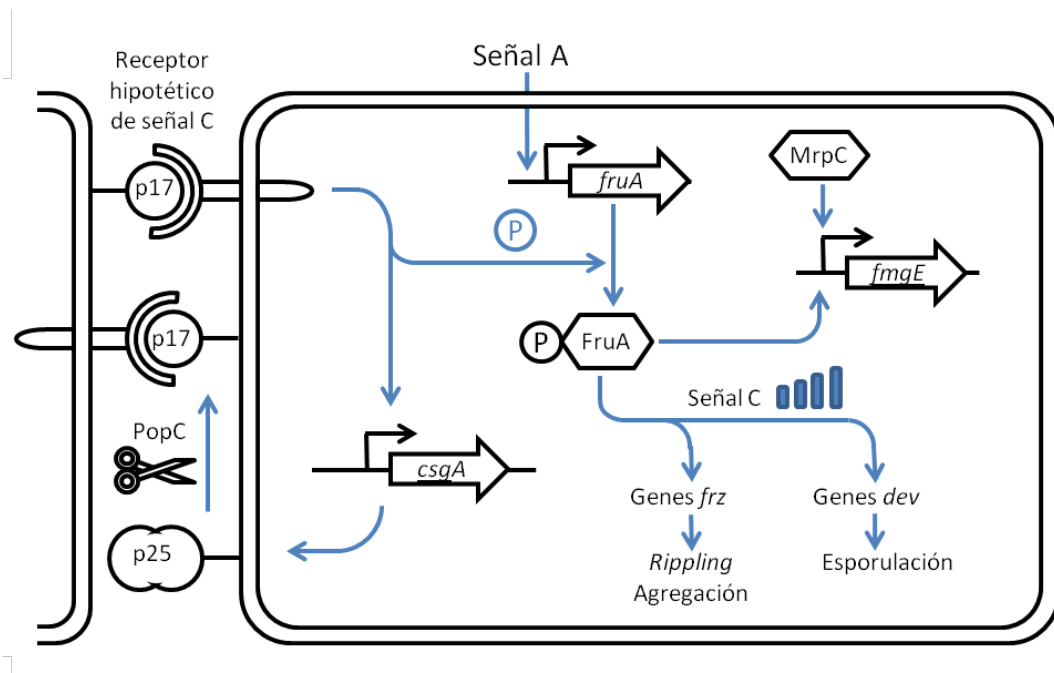 Señal A
Receptor
hipotético
de señal C
p17
fruA
MrpC
P
fmgE
p17
P
FruA
Señal C
PopC
csgA
Genes frz
Genes dev
p25
Rippling
Agregación
Esporulación